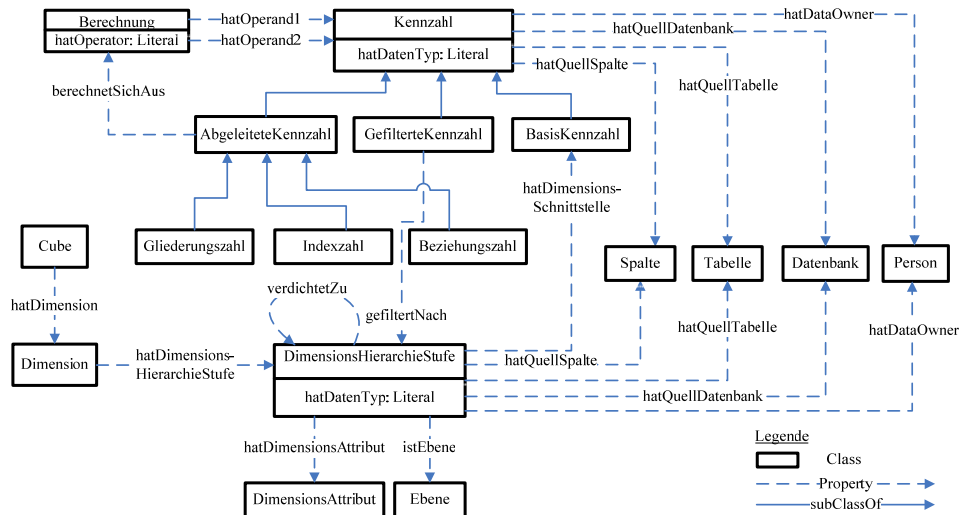 Berechnung
hatOperator: Literal
hatOperand1
hatOperand2
Kennzahl
hatDatenTyp: Literal
hatDataOwner
hatQuellDatenbank
hatQuellSpalte
hatQuellTabelle
berechnetSichAus
AbgeleiteteKennzahl
GefilterteKennzahl
BasisKennzahl
hatDimensions-
Schnittstelle
Gliederungszahl
Indexzahl
Beziehungszahl
Cube
Spalte
Tabelle
Datenbank
Person
hatDimension
verdichtetZu
gefiltertNach
hatQuellTabelle
hatDataOwner
Dimension
hatDimensions-
HierarchieStufe
DimensionsHierarchieStufe
hatDatenTyp: Literal
hatQuellSpalte
hatQuellDatenbank
hatDimensionsAttribut
istEbene
DimensionsAttribut
Ebene
Legende
Class
Property
subClassOf